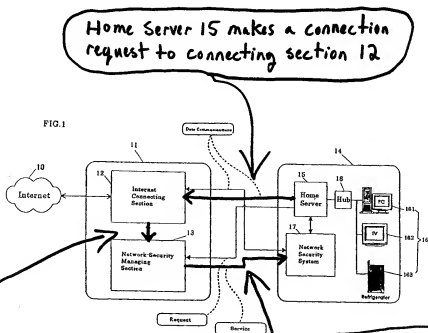 Home Server 15 makes a connection
request to connecting section 12
FIG.1
Data Communications
11
14
10
Internet
12
Internet
Connecting
Section
15
Home
Server
18
Hub
PC
161
TV
162
16
13
Network-Security
Managing
Section
17
Network
Security
System
163
Refrigerator
Request
Service